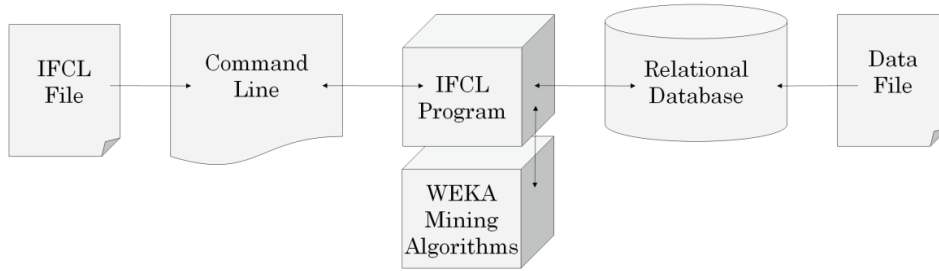 IFCL
File
Command
Line
IFCL
Program
Relational
Database
Data
File
WEKA
Mining
Algorithms